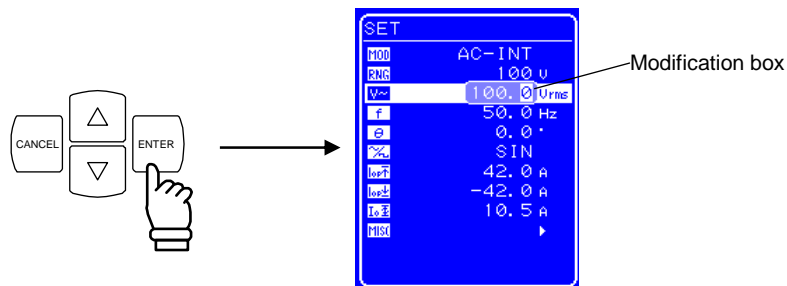 CANCEL
△
▽
ENTER
SET
MOD AC-INT
RNG 100 V
V~ 100.0 Vrms
f 50.0 Hz
θ 0.0 °
SIN
42.0 A
-42.0 A
10.5 A
MISC ▶
Modification box